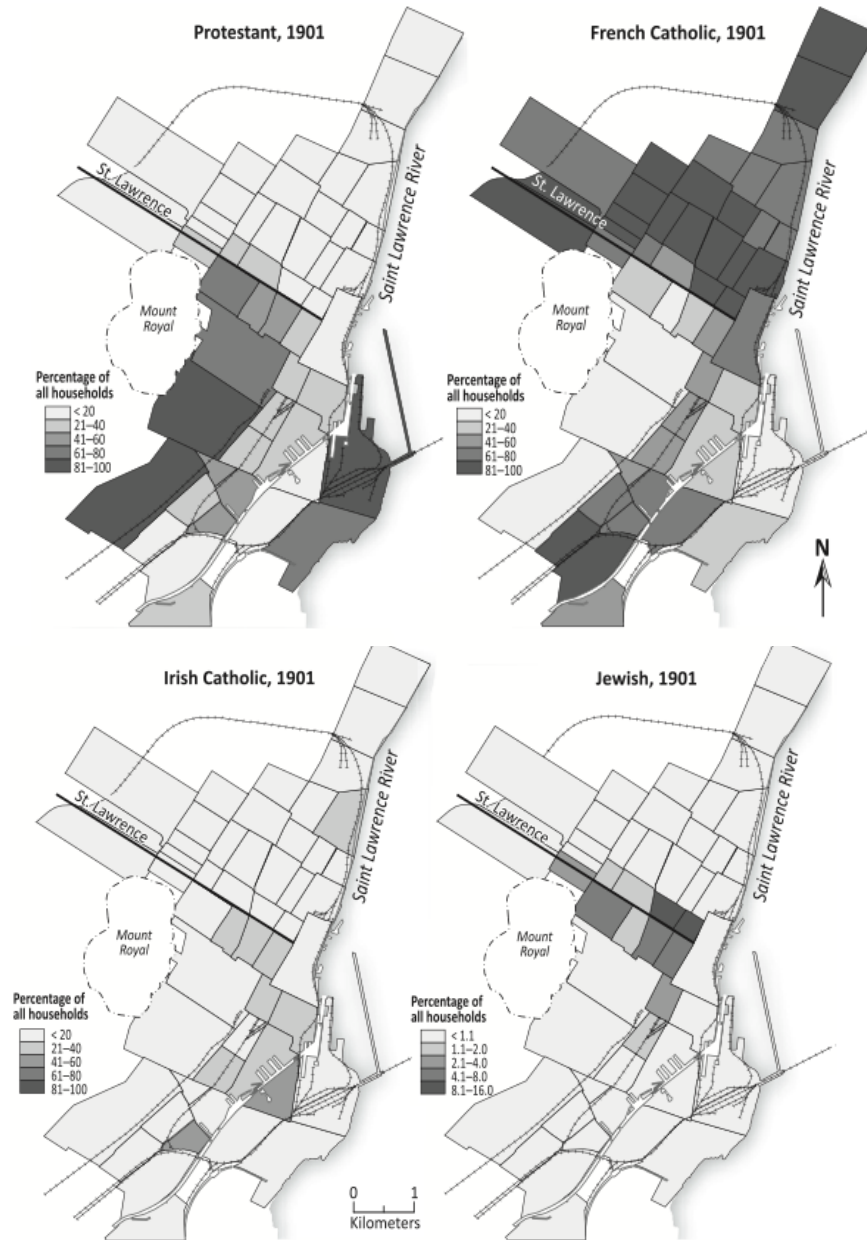 Protestant, 1901
St. Lawrence
Saint Lawrence River
Mount
Royal
Percentage of
all households
< 20
21–40
41–60
61–80
81–100
French Catholic, 1901
St. Lawrence
Saint Lawrence River
Mount
Royal
Percentage of
all households
< 20
21–40
41–60
61–80
81–100
N
Irish Catholic, 1901
St. Lawrence
Saint Lawrence River
Mount
Royal
Percentage of
all households
< 20
21–40
41–60
61–80
81–100
0 1
Kilometers
Jewish, 1901
St. Lawrence
Saint Lawrence River
Mount
Royal
Percentage of
all households
< 1.1
1.1–2.0
2.1–4.0
4.1–8.0
8.1–16.0